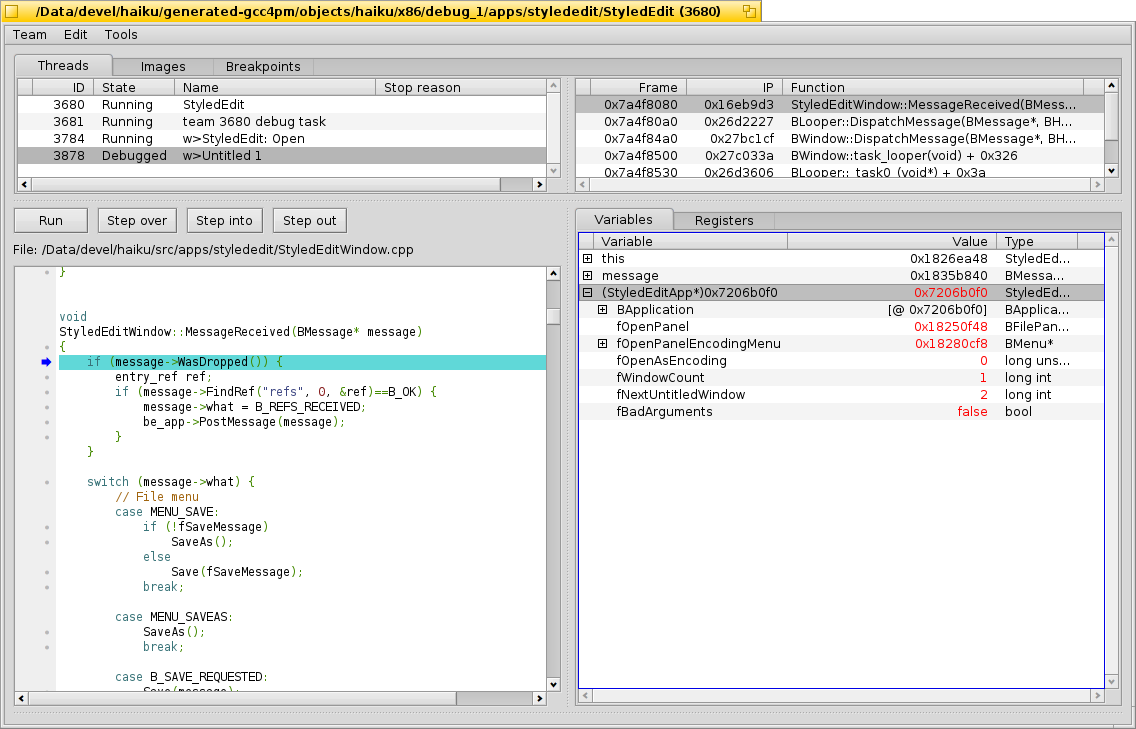 /Data/devel/haiku/generated-gcc4pm/objects/haiku/x86/debug_1/apps/stylededit/StyledEdit (3680)
Team Edit Tools
Threads Images Breakpoints
ID State Name Stop reason
3680 Running StyledEdit
3681 Running team 3680 debug task
3784 Running w>StyledEdit: Open
3878 Debugged w>Untitled 1
Frame IP Function
0x7a4f8080 0x16eb9d3 StyledEditWindow::MessageReceived(BMess...
0x7a4f80a0 0x26d2227 BLooper::DispatchMessage(BMessage*, BH...
0x7a4f84a0 0x27bc1cf BWindow::DispatchMessage(BMessage*, BH...
0x7a4f8500 0x27c033a BWindow::task_looper(void) + 0x326
0x7a4f8530 0x26d3606 BLooper::_task0_(void*) + 0x3a
Run Step over Step into Step out
File: /Data/devel/haiku/src/apps/stylededit/StyledEditWindow.cpp
}
void
StyledEditWindow::MessageReceived(BMessage* message)
{
if (message->WasDropped()) {
entry_ref ref;
if (message->FindRef("refs", 0, &ref)==B_OK) {
message->what = B_REFS_RECEIVED;
be_app->PostMessage(message);
}
}
switch (message->what) {
// File menu
case MENU_SAVE:
if (!fSaveMessage)
SaveAs();
else
Save(fSaveMessage);
break;
case MENU_SAVEAS:
SaveAs();
break;
case B_SAVE_REQUESTED:
Save(message);
Variables Registers
Variable Value Type
this 0x1826ea48 StyledEd...
message 0x1835b840 BMessa...
(StyledEditApp*)0x7206b0f0 0x7206b0f0 StyledEd...
BApplication [@ 0x7206b0f0] BApplica...
fOpenPanel 0x18250f48 BFilePan...
fOpenPanelEncodingMenu 0x18280cf8 BMenu*
fOpenAsEncoding 0 long uns...
fWindowCount 1 long int
fNextUntitledWindow 2 long int
fBadArguments false bool